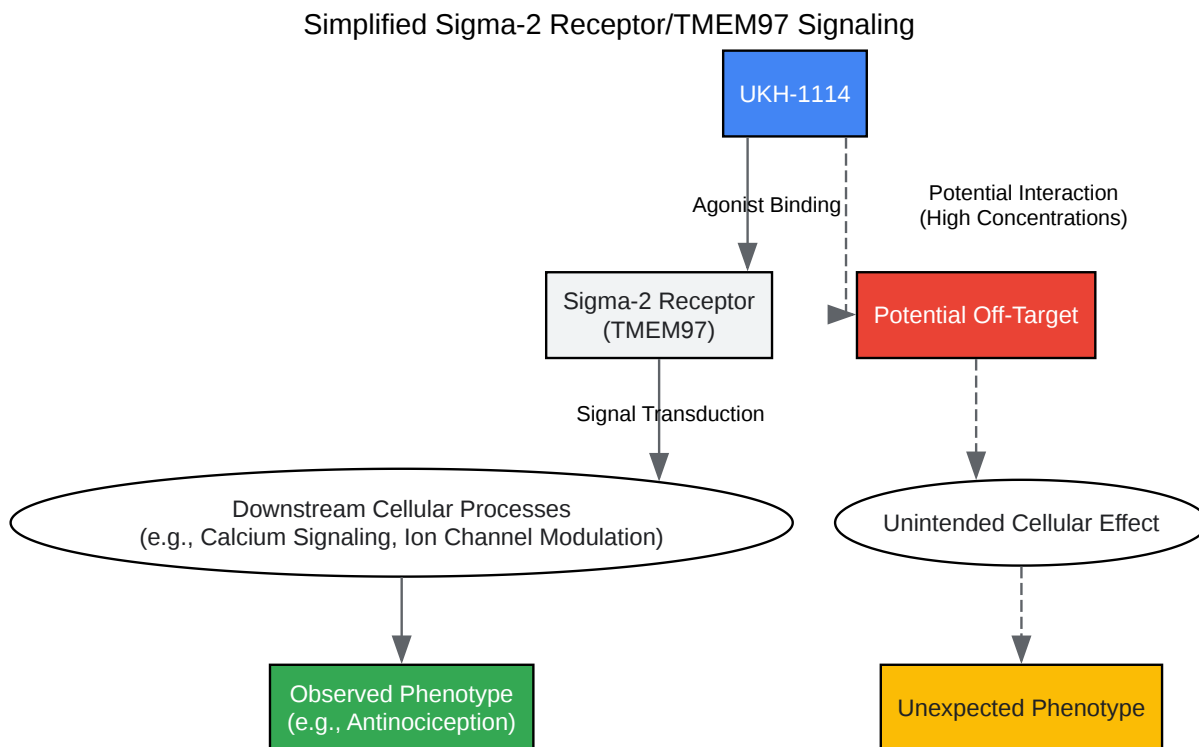 Simplified Sigma-2 Receptor/TMEM97 Signaling
UKH-1114
Agonist Binding
Potential Interaction
(High Concentrations)
Sigma-2 Receptor
(TMEM97)
Potential Off-Target
Signal Transduction
Downstream Cellular Processes
(e.g., Calcium Signaling, Ion Channel Modulation)
Unintended Cellular Effect
Observed Phenotype
(e.g., Antinociception)
Unexpected Phenotype